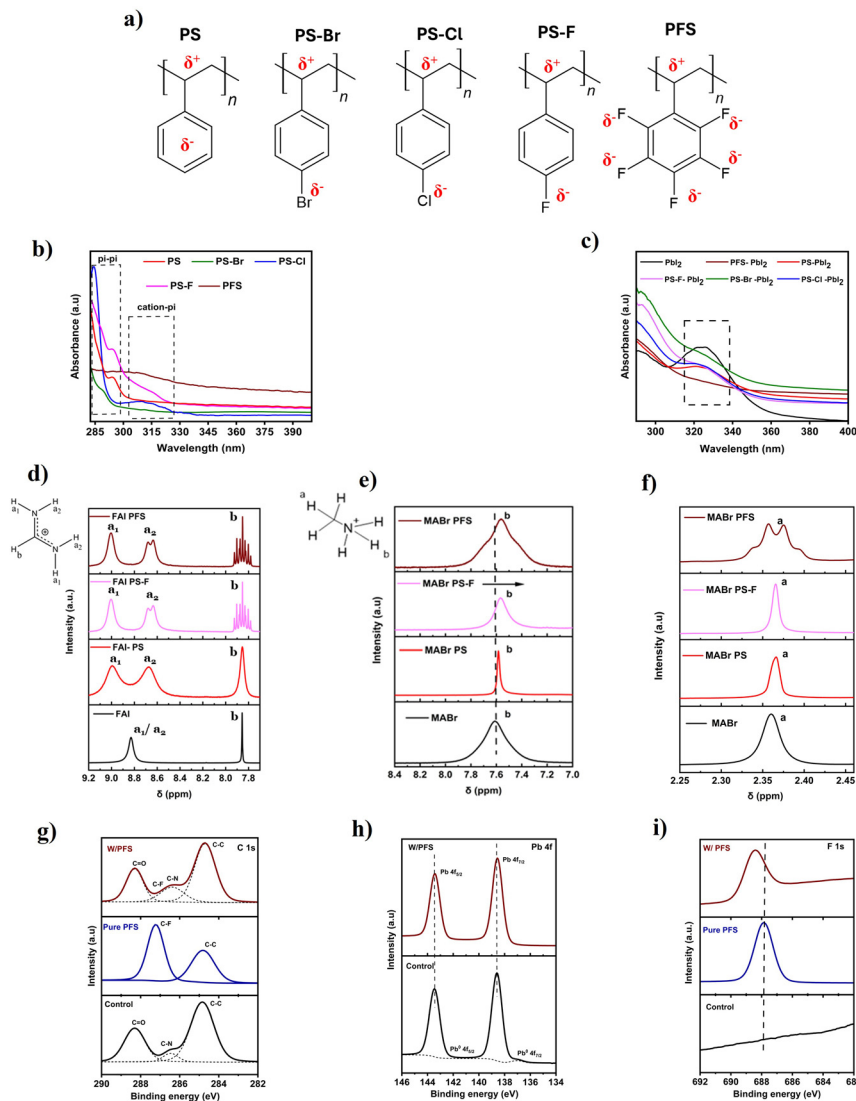 a)
PS PS-Br PS-Cl PS-F PFS
δ+ δ+ δ+ δ+ δ+
n n n n n
δ-
Br δ-
Cl δ-
F δ-
δ- F F δ-
δ- F F δ-
F δ-
b)
pi-pi
PS PS-Br PS-Cl
PS-F PFS
cation-pi
Absorbance (a.u)
285 300 315 330 345 360 375 390
Wavelength (nm)
c)
PbI2 PFS- PbI2 PS-PbI2
PS-F- PbI2 PS-Br -PbI2 PS-Cl -PbI2
Absorbance (a.u)
300 320 340 360 380 400
Wavelength (nm)
d)
H H
a1 N a2
⊕
H N H
b a2
H
a1
FAI PFS
a1 a2 b
FAI PS-F
a1 a2 b
FAI- PS
a1 a2 b
FAI
a1/ a2 b
Intensity (a.u.)
9.2 9.0 8.8 8.6 8.4 8.2 8.0 7.8
δ (ppm)
e)
a H H
H N+ H
H H b
MABr PFS
b
MABr PS-F
b
MABr PS
b
MABr
b
Intensity (a.u)
8.4 8.2 8.0 7.8 7.6 7.4 7.2 7.0
δ (ppm)
f)
MABr PFS
a
MABr PS-F
a
MABr PS
a
MABr
a
Intensity (a.u)
2.25 2.30 2.35 2.40 2.45
δ (ppm)
g)
W/PFS C 1s
C=O C-F C-N C-C
Pure PFS
C-F C-C
Control
C=O C-N C-C
Intensity (a.u)
290 288 286 284 282
Binding energy (eV)
h)
W/PFS Pb 4f
Pb 4f5/2 Pb 4f7/2
Control
Pb0 4f5/2 Pb0 4f7/2
Intensity (a.u)
146 144 142 140 138 136 134
Binding energy (eV)
i)
W/ PFS F 1s
Pure PFS
Control
Intensity (a.u)
692 690 688 686 684 682
Binding energy (eV)